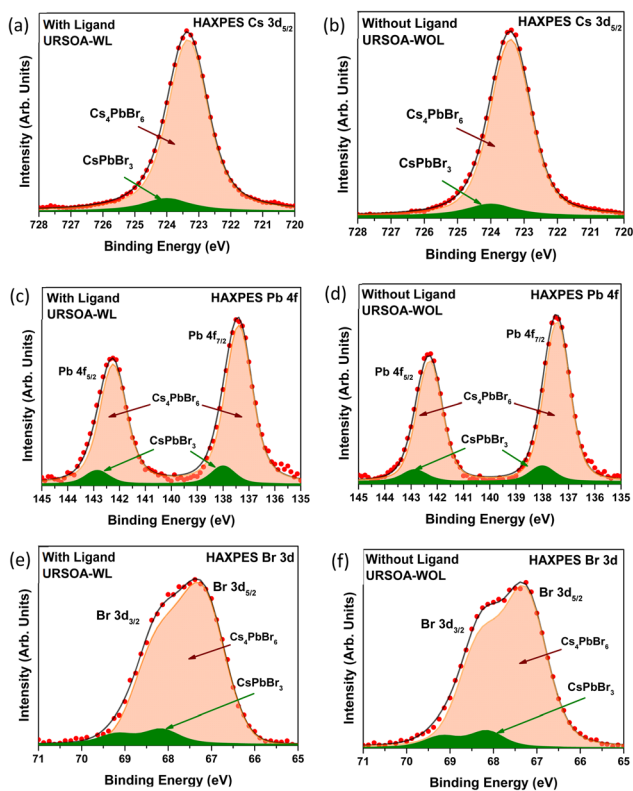 (a)
With Ligand
URSOA-WL
HAXPES Cs 3d5/2
Cs4PbBr6
CsPbBr3
Intensity (Arb. Units)
728 727 726 725 724 723 722 721 720
Binding Energy (eV)
(b)
Without Ligand
URSOA-WOL
HAXPES Cs 3d5/2
Cs4PbBr6
CsPbBr3
Intensity (Arb. Units)
728 727 726 725 724 723 722 721 720
Binding Energy (eV)
(c)
With Ligand
URSOA-WL
HAXPES Pb 4f
Pb 4f7/2
Pb 4f5/2
Cs4PbBr6
CsPbBr3
Intensity (Arb. Units)
145 144 143 142 141 140 139 138 137 136 135
Binding Energy (eV)
(d)
Without Ligand
URSOA-WOL
HAXPES Pb 4f
Pb 4f7/2
Pb 4f5/2
Cs4PbBr6
CsPbBr3
Intensity (Arb. Units)
145 144 143 142 141 140 139 138 137 136 135
Binding Energy (eV)
(e)
With Ligand
URSOA-WL
HAXPES Br 3d
Br 3d5/2
Br 3d3/2
Cs4PbBr6
CsPbBr3
Intensity (Arb. Units)
71 70 69 68 67 66 65
Binding Energy (eV)
(f)
Without Ligand
URSOA-WOL
HAXPES Br 3d
Br 3d5/2
Br 3d3/2
Cs4PbBr6
CsPbBr3
Intensity (Arb. Units)
71 70 69 68 67 66 65
Binding Energy (eV)